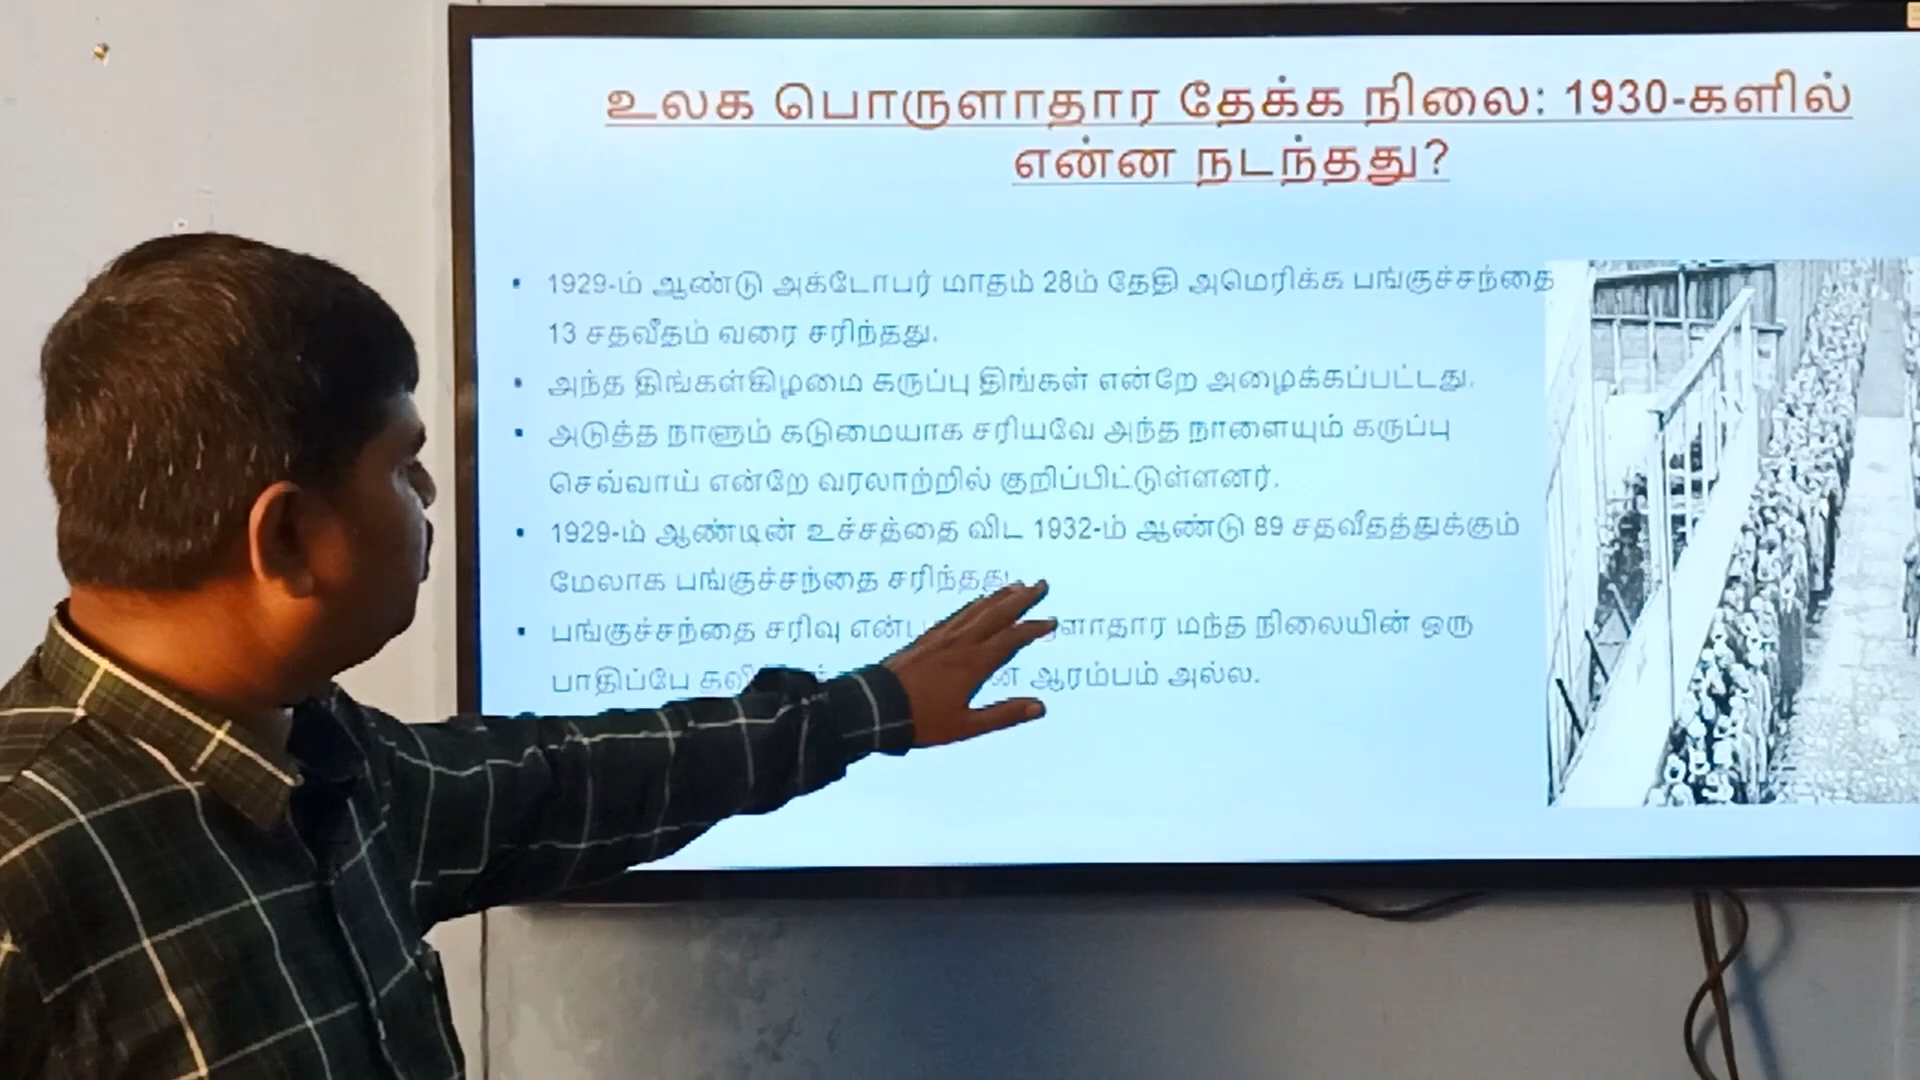 உலக பொருளாதார தேக்க நிலை: 1930-களில்
என்ன நடந்தது?
• 1929-ம் ஆண்டு அக்டோபர் மாதம் 28ம் தேதி அமெரிக்க பங்குச்சந்தை
13 சதவீதம் வரை சரிந்தது.
• அந்த திங்கள்கிழமை கருப்பு திங்கள் என்றே அழைக்கப்பட்டது.
• அடுத்த நாளும் கடுமையாக சரியவே அந்த நாளையும் கருப்பு
செவ்வாய் என்றே வரலாற்றில் குறிப்பிட்டுள்ளனர்.
• 1929-ம் ஆண்டின் உச்சத்தை விட 1932-ம் ஆண்டு 89 சதவீதத்துக்கும்
மேலாக பங்குச்சந்தை சரிந்தது.
• பங்குச்சந்தை சரிவு மந்த நிலையின் ஒரு
பாதிப்பே ஆரம்பம் அல்ல.